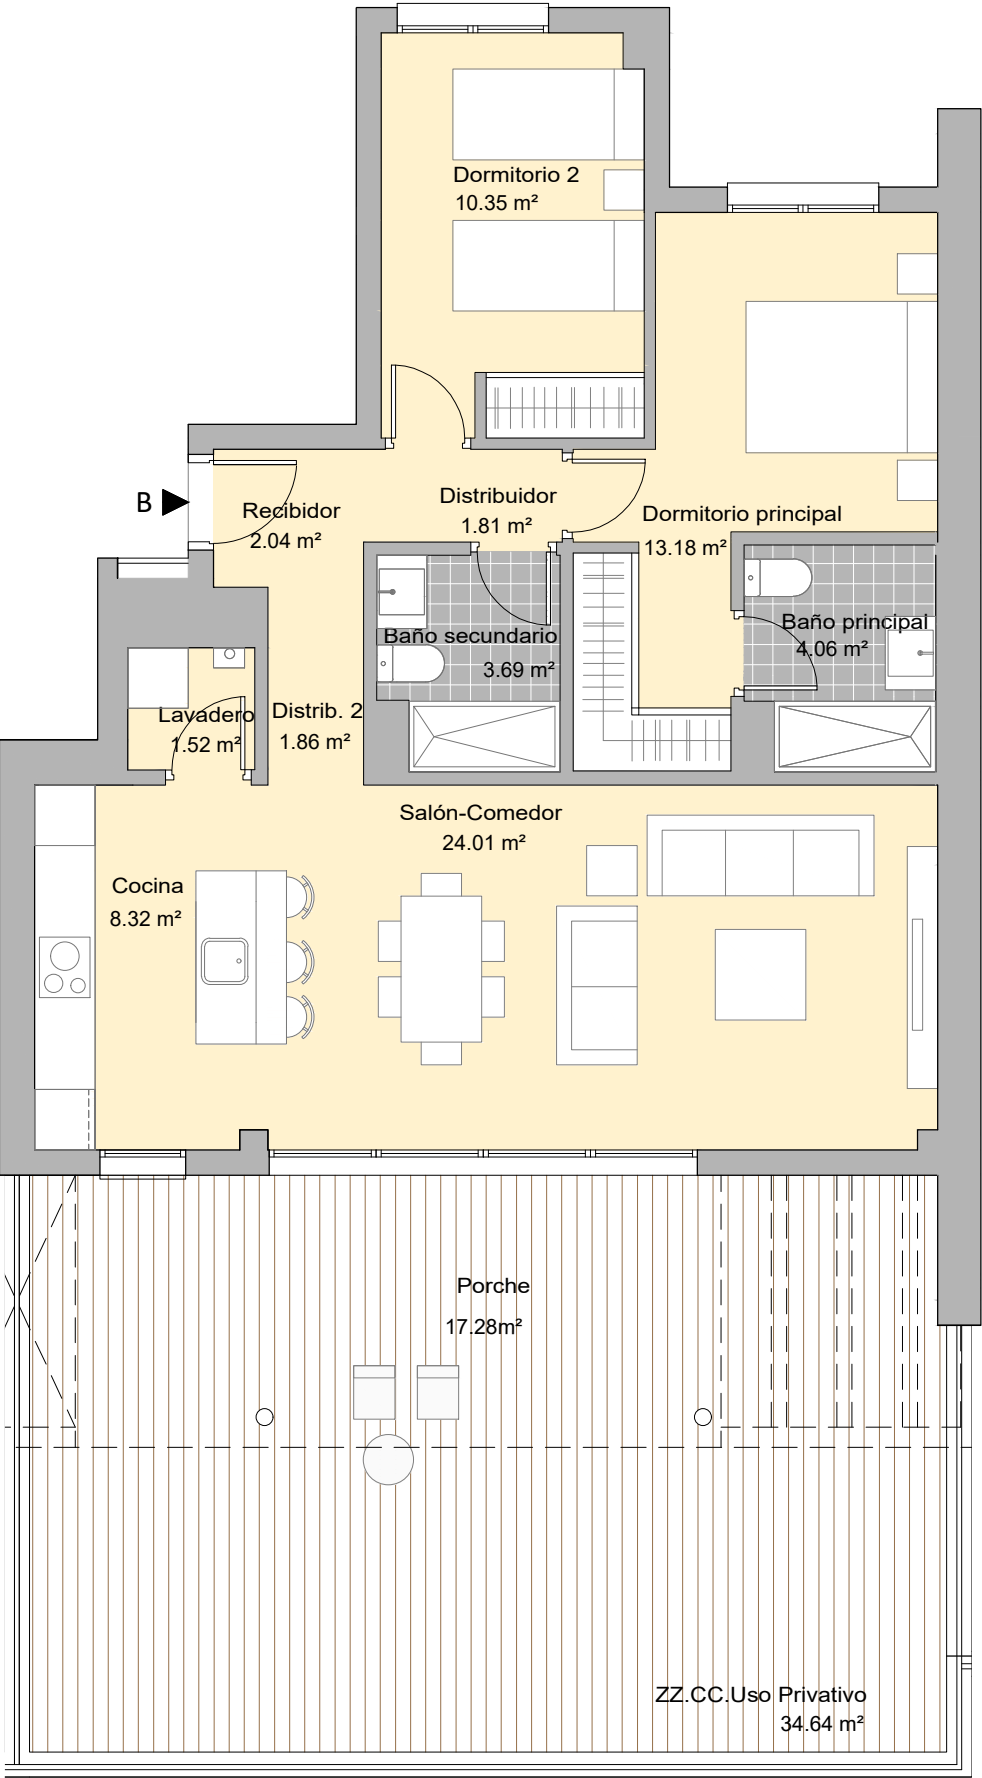 Dormitorio 2
10.35 m²
B
Recibidor
2.04 m²
Distribuidor
1.81 m²
Dormitorio principal
13.18 m²
Baño secundario
3.69 m²
Baño principal
4.06 m²
Lavadero
1.52 m²
Distrib. 2
1.86 m²
Salón-Comedor
24.01 m²
Cocina
8.32 m²
Porche
17.28m²
ZZ.CC.Uso Privativo
34.64 m²